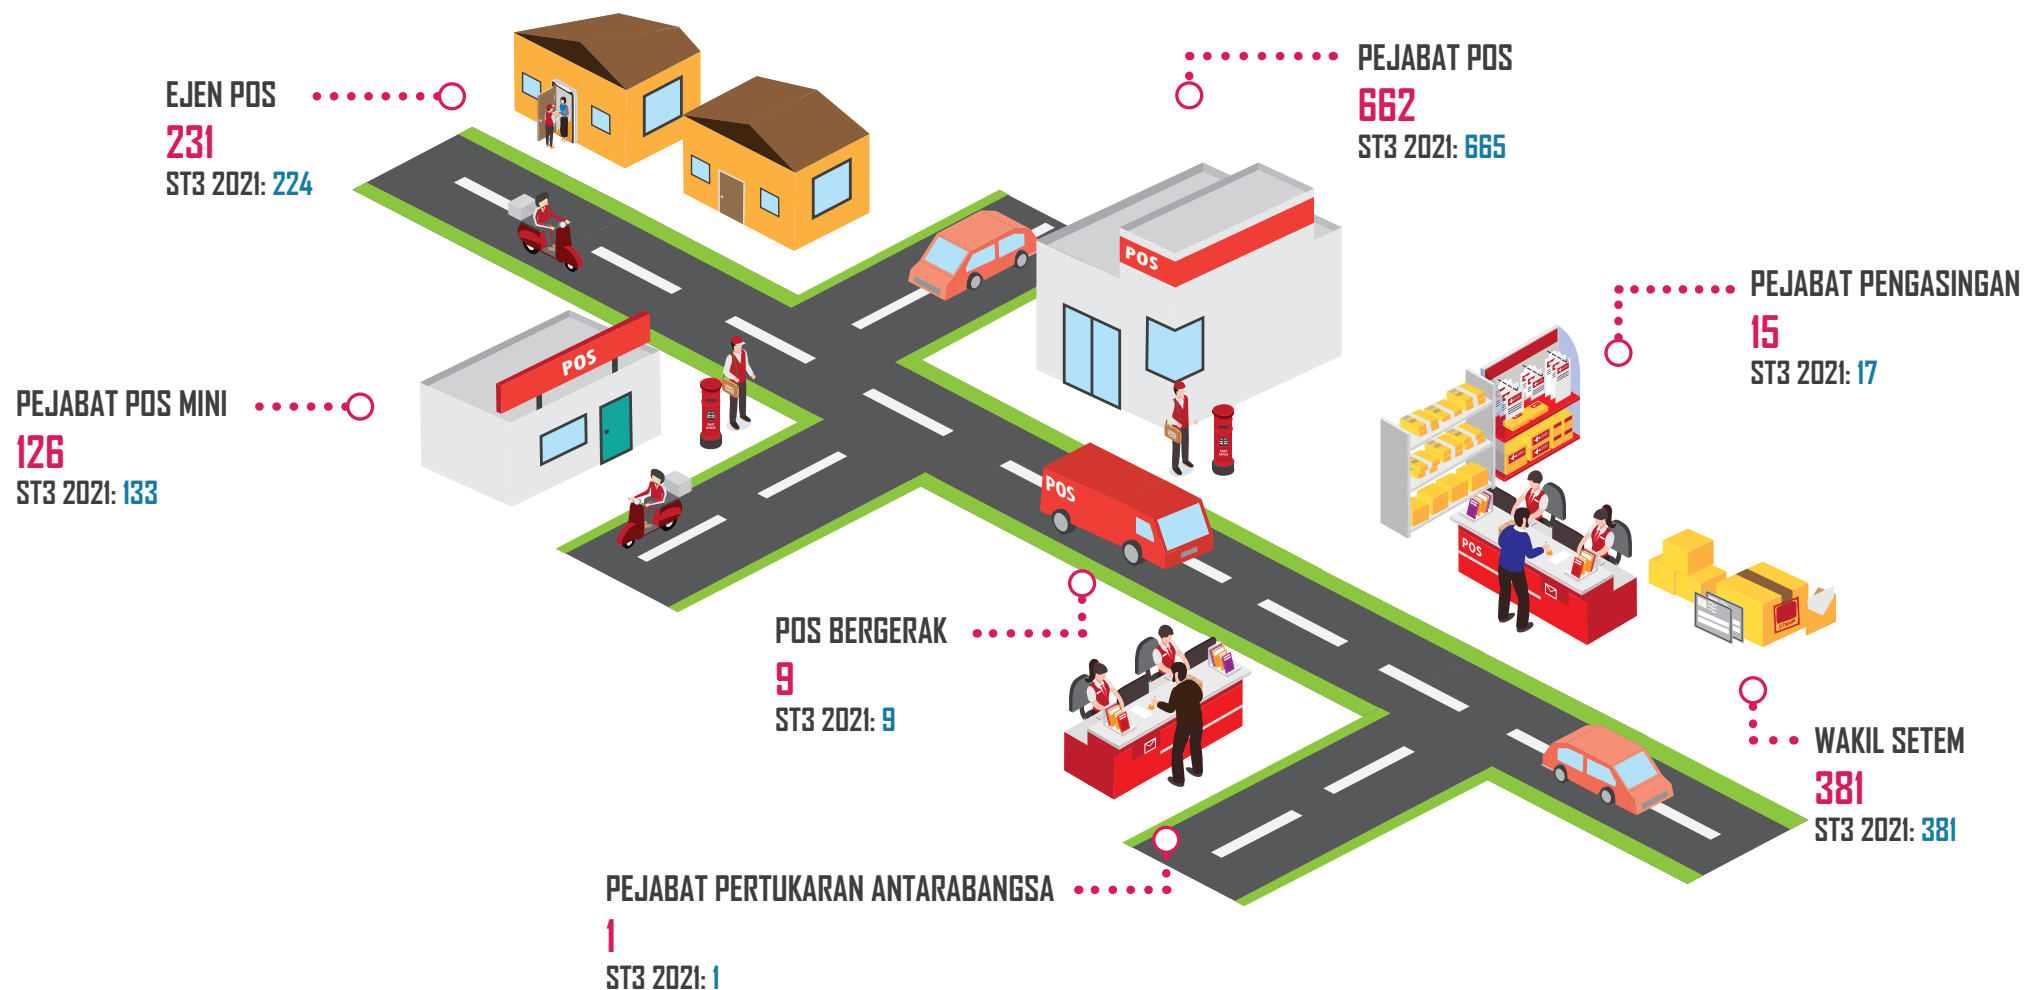 EJEN POS
231
ST3 2021: 224
PEJABAT POS
662
ST3 2021: 665
POS
PEJABAT PENGASINGAN
15
ST3 2021: 17
POS
PEJABAT POS MINI
126
ST3 2021: 133
POS
POS
POS BERGERAK
9
ST3 2021: 9
WAKIL SETEM
381
ST3 2021: 381
PEJABAT PERTUKARAN ANTARABANGSA
1
ST3 2021: 1